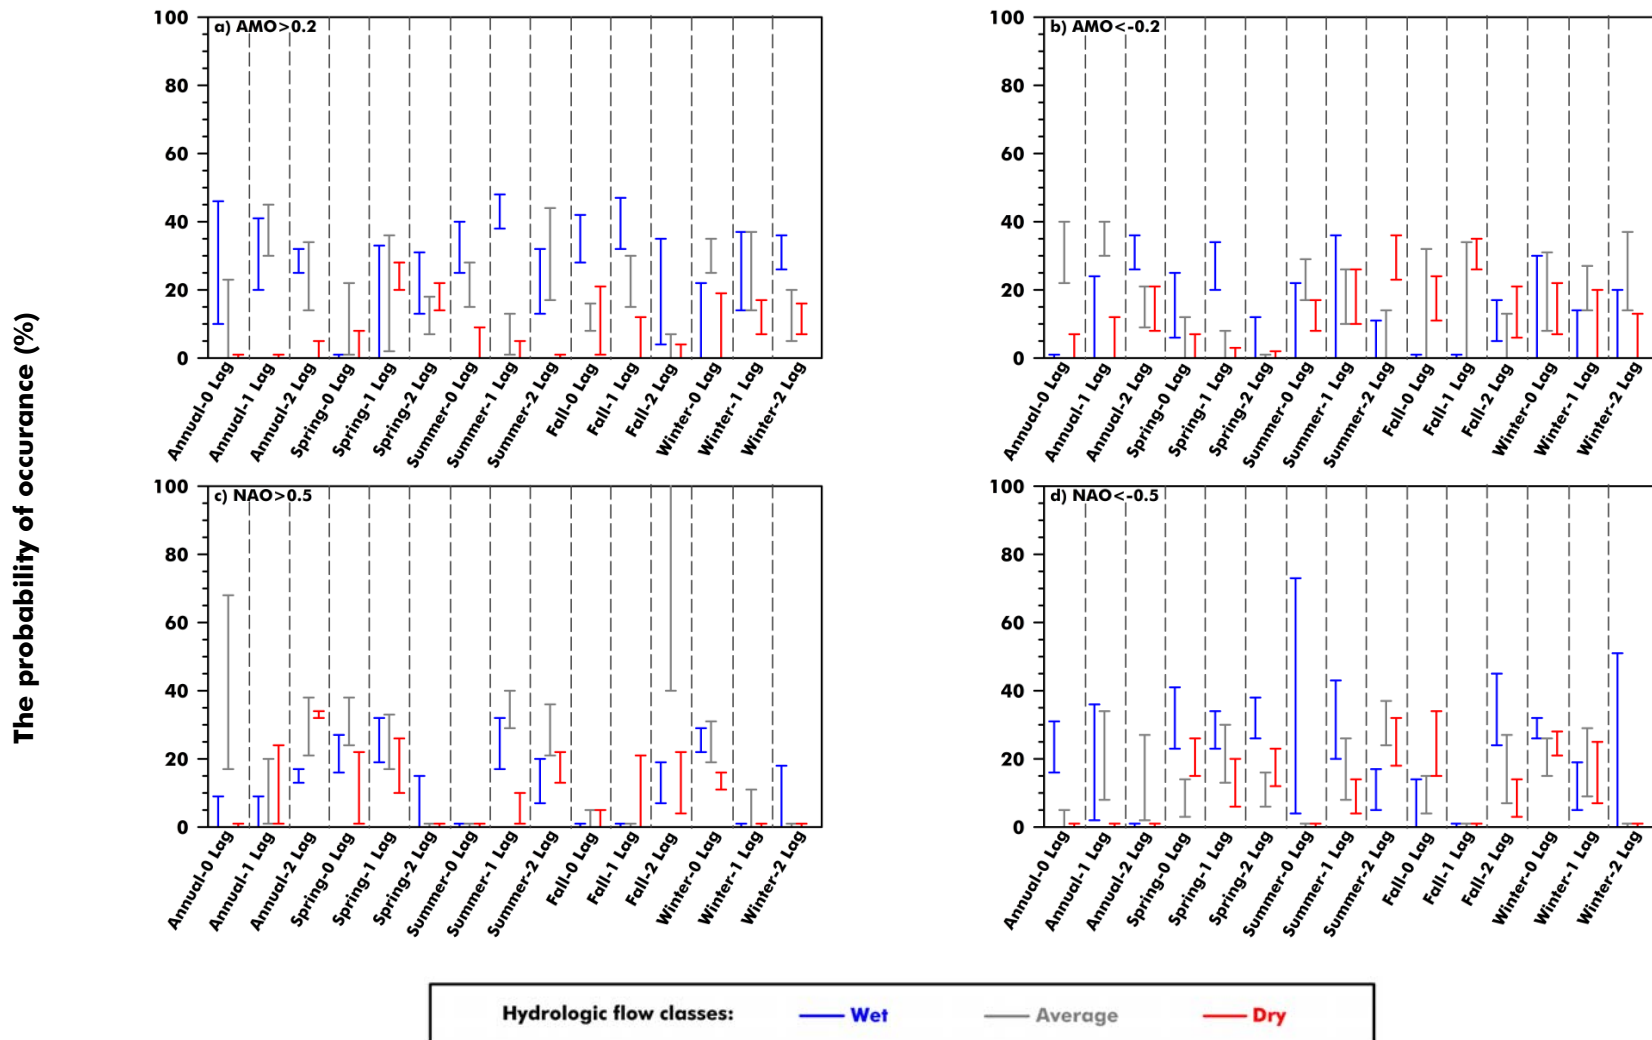 The probability of occurance (%)
a) AMO>0.2
100
80
60
40
20
0
Annual-0 Lag
Annual-1 Lag
Annual-2 Lag
Spring-0 Lag
Spring-1 Lag
Spring-2 Lag
Summer-0 Lag
Summer-1 Lag
Summer-2 Lag
Fall-0 Lag
Fall-1 Lag
Fall-2 Lag
Winter-0 Lag
Winter-1 Lag
Winter-2 Lag
b) AMO<-0.2
100
80
60
40
20
0
Annual-0 Lag
Annual-1 Lag
Annual-2 Lag
Spring-0 Lag
Spring-1 Lag
Spring-2 Lag
Summer-0 Lag
Summer-1 Lag
Summer-2 Lag
Fall-0 Lag
Fall-1 Lag
Fall-2 Lag
Winter-0 Lag
Winter-1 Lag
Winter-2 Lag
c) NAO>0.5
100
80
60
40
20
0
Annual-0 Lag
Annual-1 Lag
Annual-2 Lag
Spring-0 Lag
Spring-1 Lag
Spring-2 Lag
Summer-0 Lag
Summer-1 Lag
Summer-2 Lag
Fall-0 Lag
Fall-1 Lag
Fall-2 Lag
Winter-0 Lag
Winter-1 Lag
Winter-2 Lag
d) NAO<-0.5
100
80
60
40
20
0
Annual-0 Lag
Annual-1 Lag
Annual-2 Lag
Spring-0 Lag
Spring-1 Lag
Spring-2 Lag
Summer-0 Lag
Summer-1 Lag
Summer-2 Lag
Fall-0 Lag
Fall-1 Lag
Fall-2 Lag
Winter-0 Lag
Winter-1 Lag
Winter-2 Lag
Hydrologic flow classes: Wet Average Dry